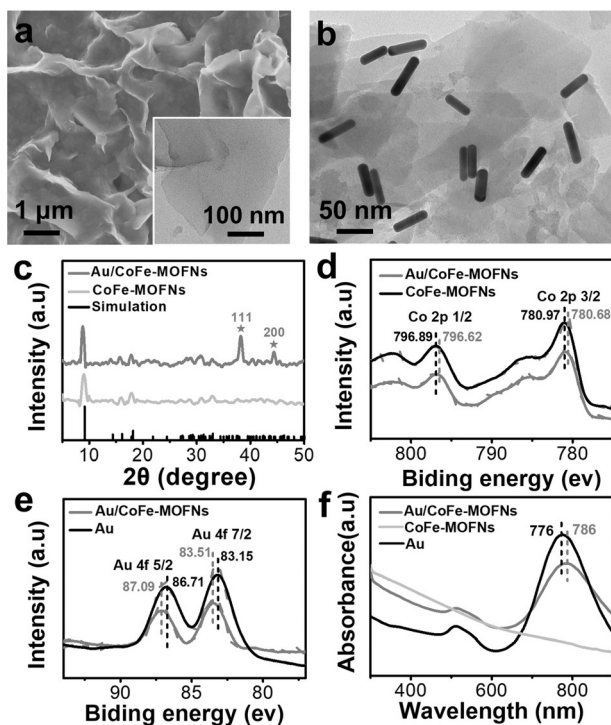 a
1 μm
100 nm
b
50 nm
c
Au/CoFe-MOFNs
CoFe-MOFNs
Simulation
111
200
Intensity (a.u)
10 20 30 40 50
2θ (degree)
d
Au/CoFe-MOFNs
CoFe-MOFNs
Co 2p 3/2
Co 2p 1/2
780.97 780.68
796.89 796.62
Intensity (a.u)
800 790 780
Biding energy (ev)
e
Au/CoFe-MOFNs
Au
Au 4f 7/2
Au 4f 5/2
83.51
83.15
87.09 86.71
Intensity (a.u)
90 85 80
Biding energy (ev)
f
Au/CoFe-MOFNs
CoFe-MOFNs
Au
776 786
Absorbance(a.u)
400 600 800
Wavelength (nm)